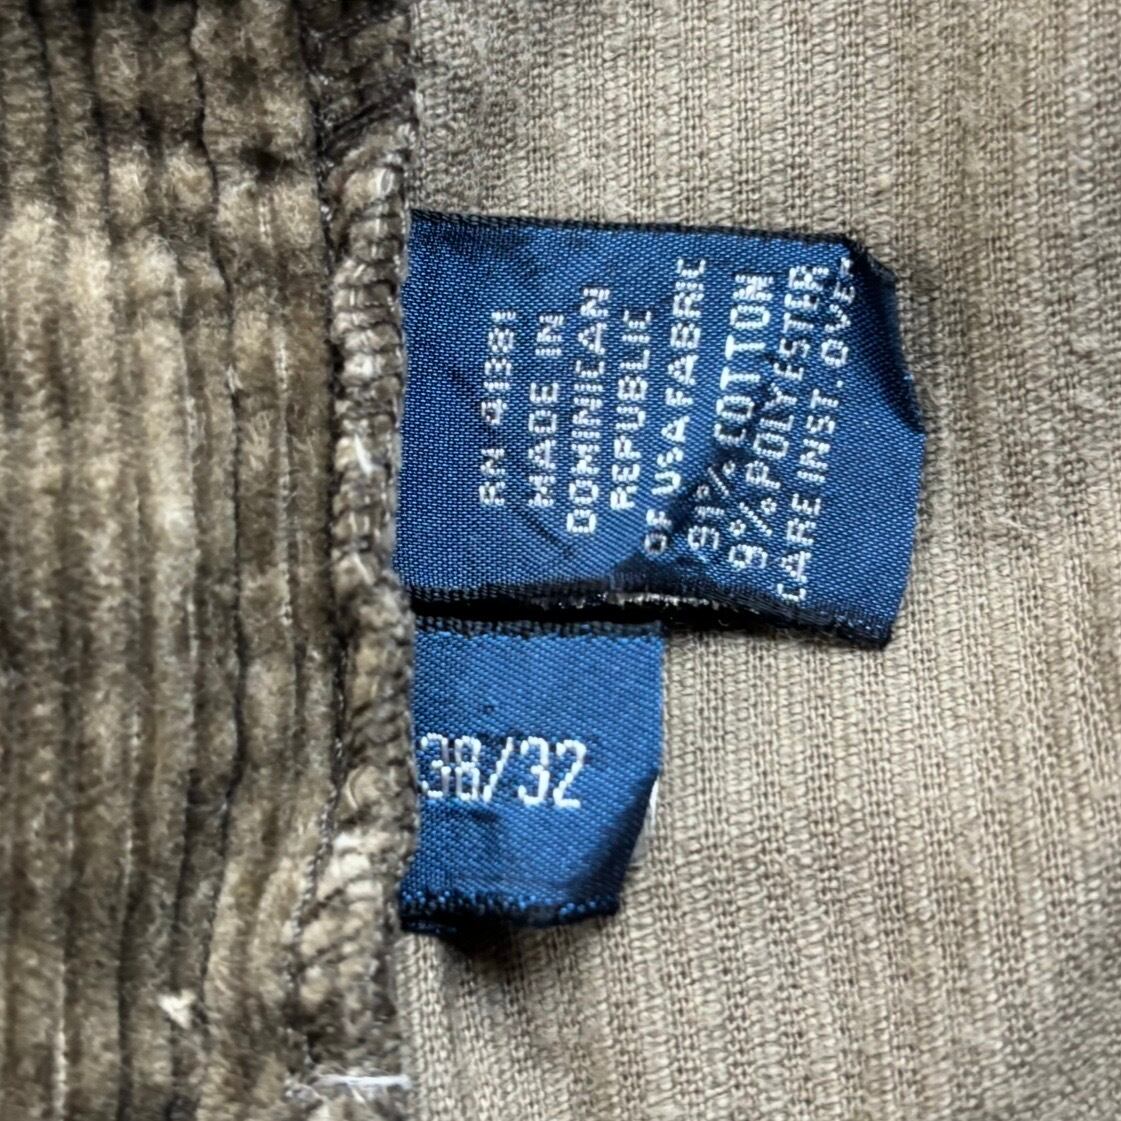 RN 41381
MADE IN
DOMINICAN
REPUBLIC
OF USA FABRIC
91% COTTON
9% POLYESTER
CARE INST. OVER
38/32